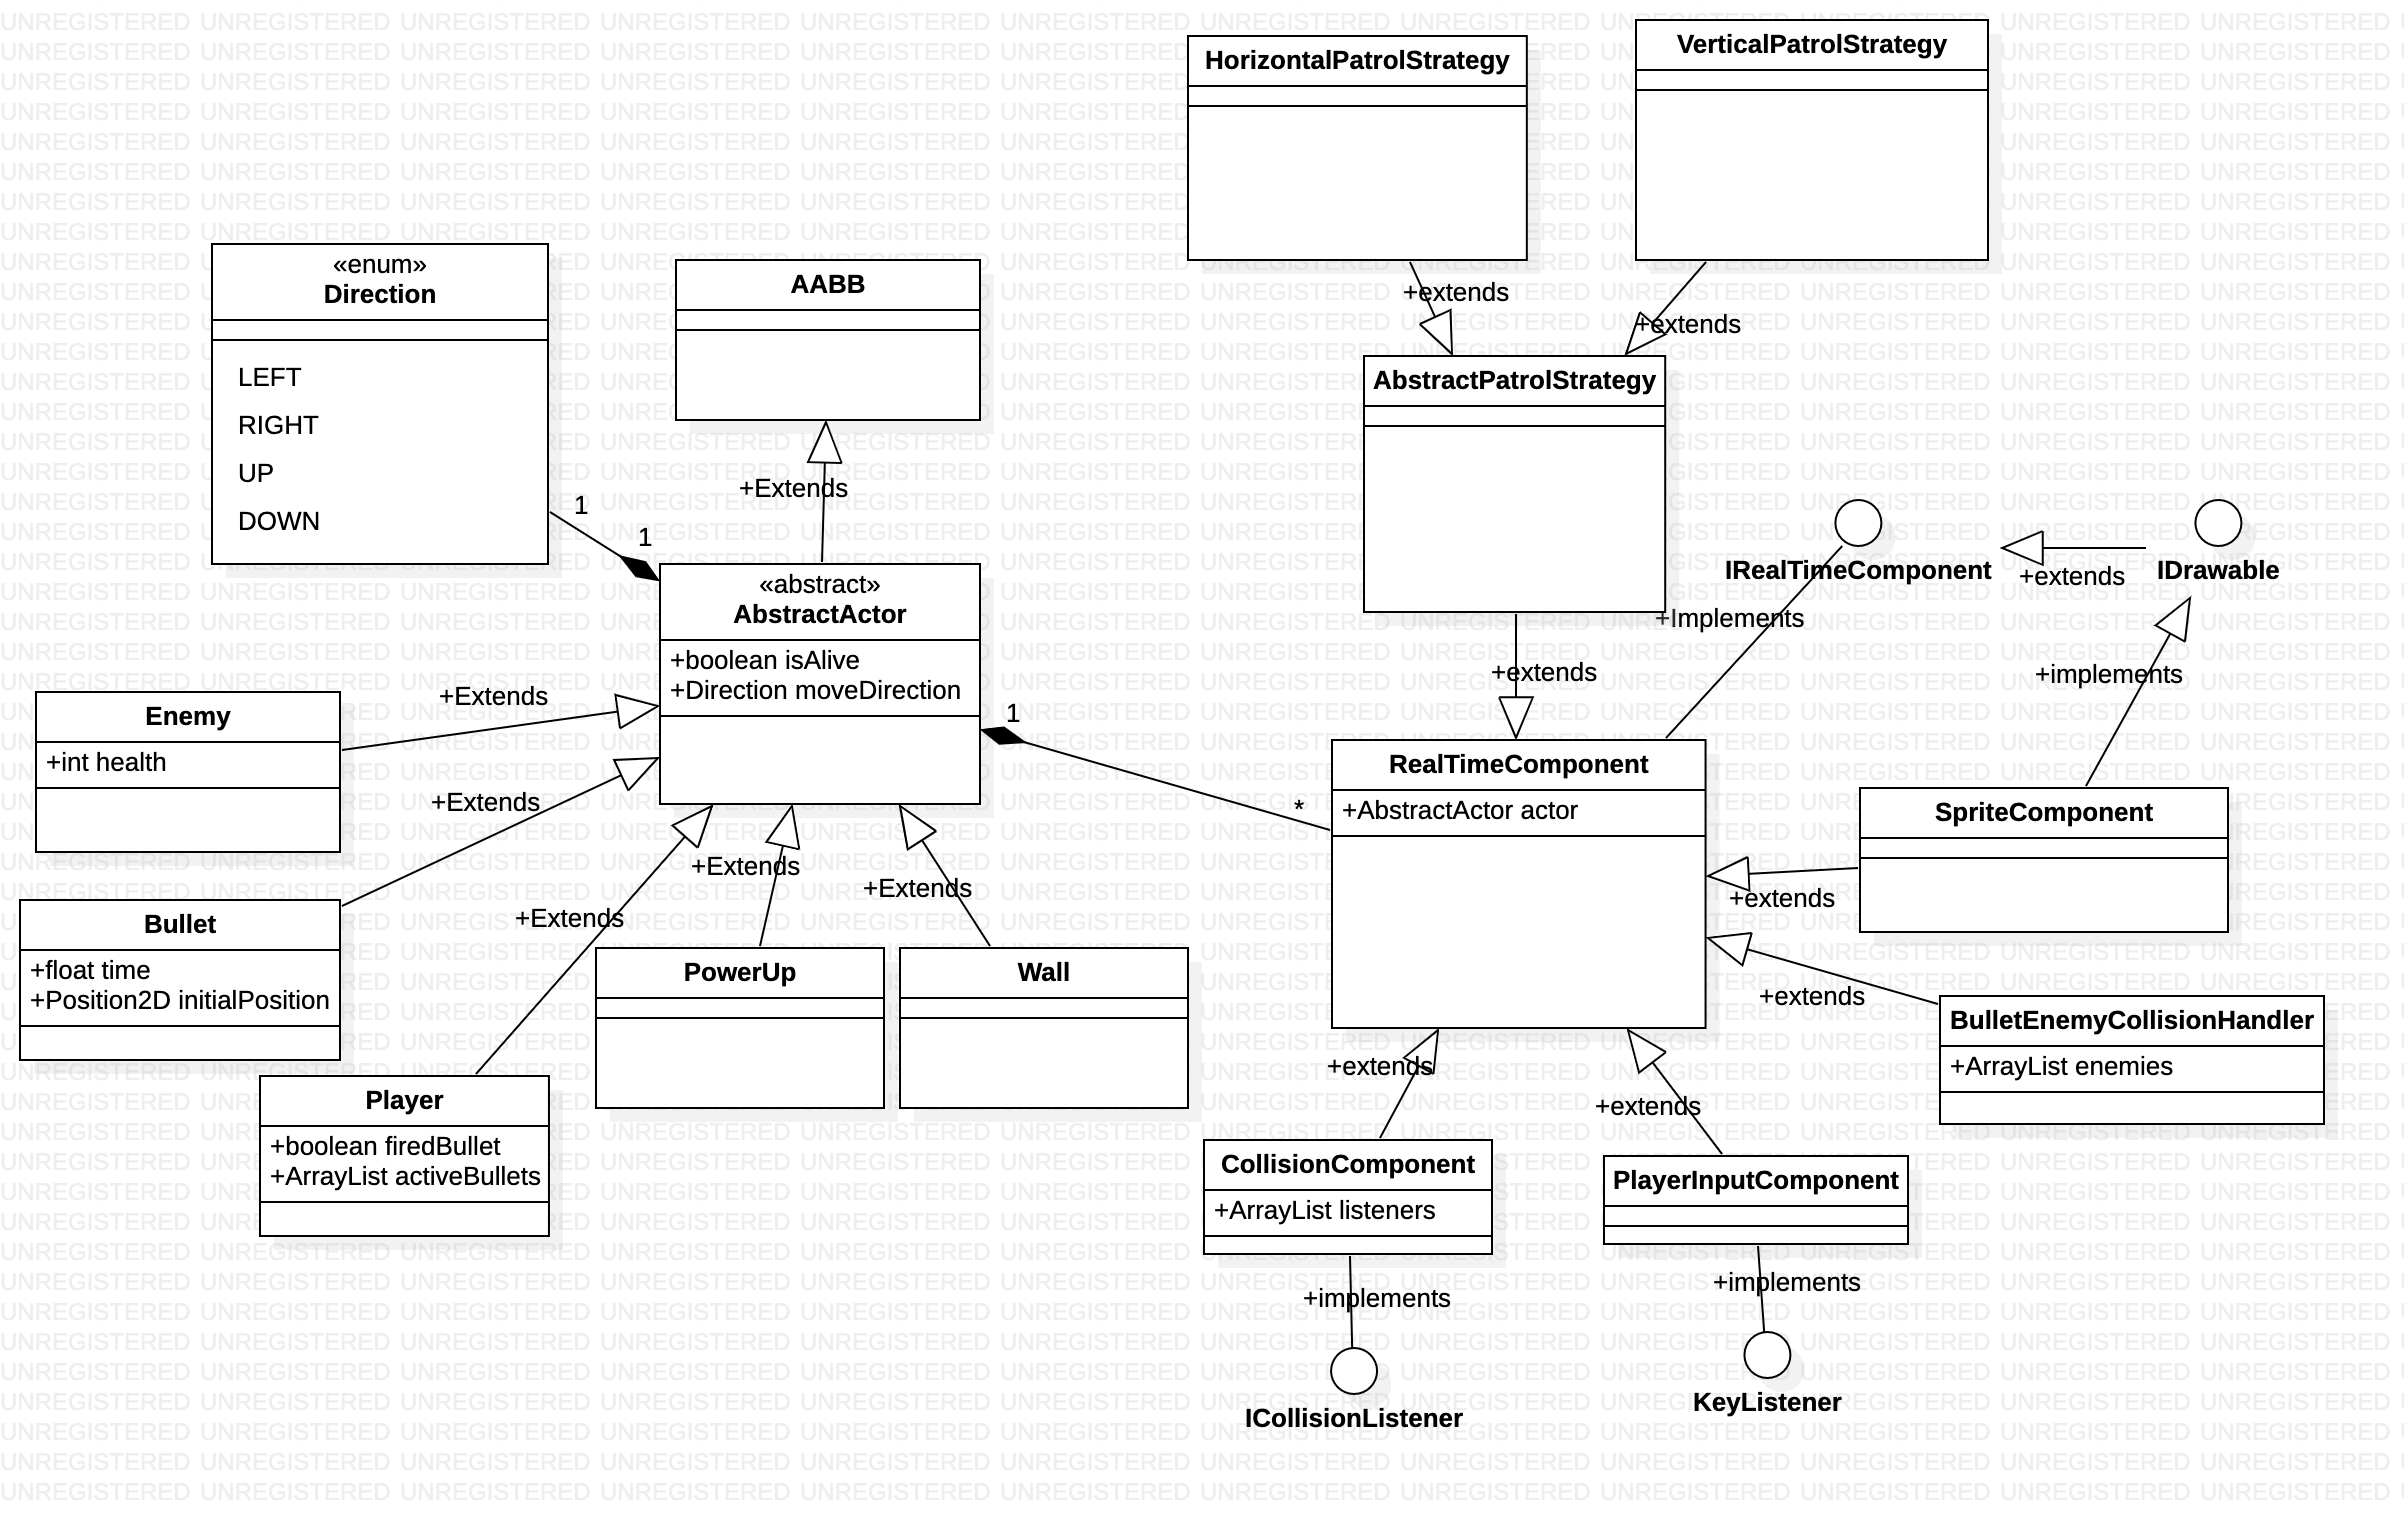 HorizontalPatrolStrategy
VerticalPatrolStrategy
«enum»
Direction
LEFT
RIGHT
UP
DOWN
AABB
+extends
+extends
AbstractPatrolStrategy
+Extends
1
1
«abstract»
AbstractActor
+boolean isAlive
+Direction moveDirection
IRealTimeComponent
+extends
IDrawable
+Implements
+extends
+implements
Enemy
+int health
+Extends
1
*
RealTimeComponent
+AbstractActor actor
SpriteComponent
+extends
+Extends
+Extends
+Extends
+Extends
Bullet
+float time
+Position2D initialPosition
PowerUp
Wall
+extends
BulletEnemyCollisionHandler
+ArrayList enemies
Player
+boolean firedBullet
+ArrayList activeBullets
+extends
+extends
CollisionComponent
+ArrayList listeners
PlayerInputComponent
+implements
+implements
ICollisionListener
KeyListener
UNREGISTERED